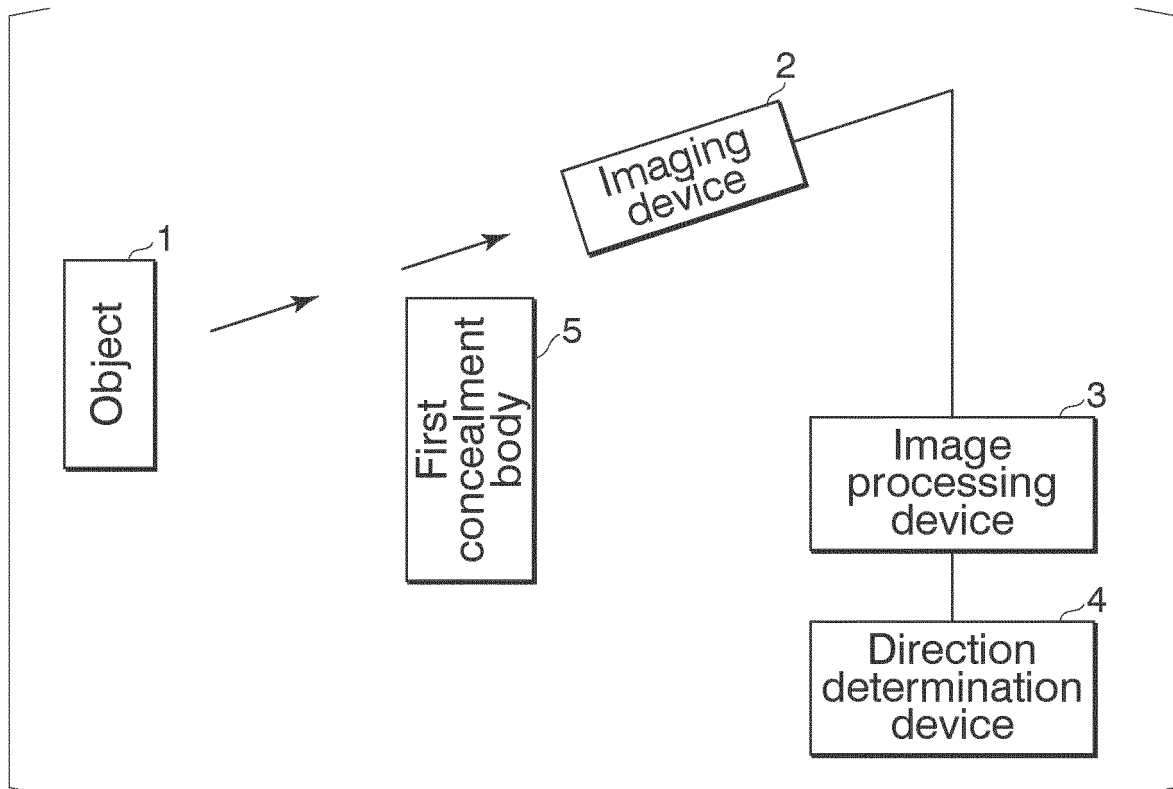 2
Imaging
device
1
Object
5
First
concealment
body
3
Image
processing
device
4
Direction
determination
device